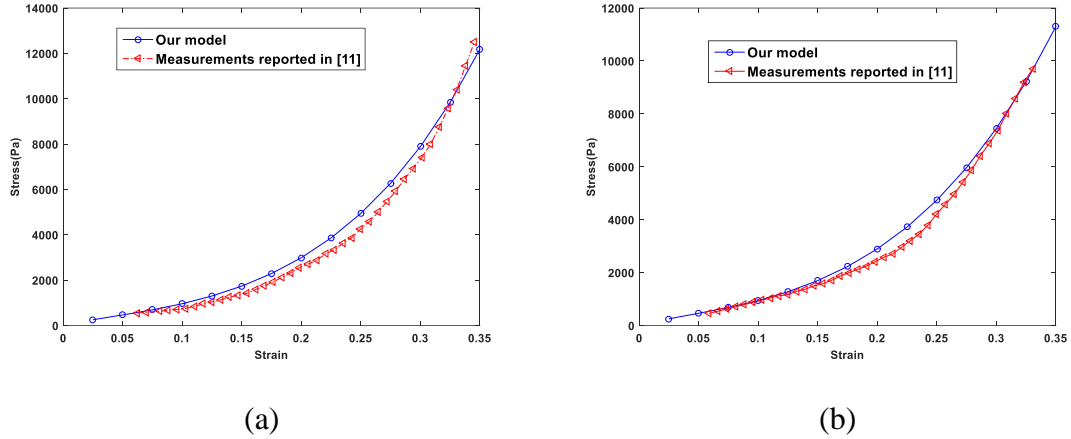 14000
12000
10000
8000
6000
4000
2000
0
Stress(Pa)
Our model
Measurements reported in [11]
0 0.05 0.1 0.15 0.2 0.25 0.3 0.35
Strain
(a)
12000
10000
8000
6000
4000
2000
0
Stress(Pa)
Our model
Measurements reported in [11]
0 0.05 0.1 0.15 0.2 0.25 0.3 0.35
Strain
(b)